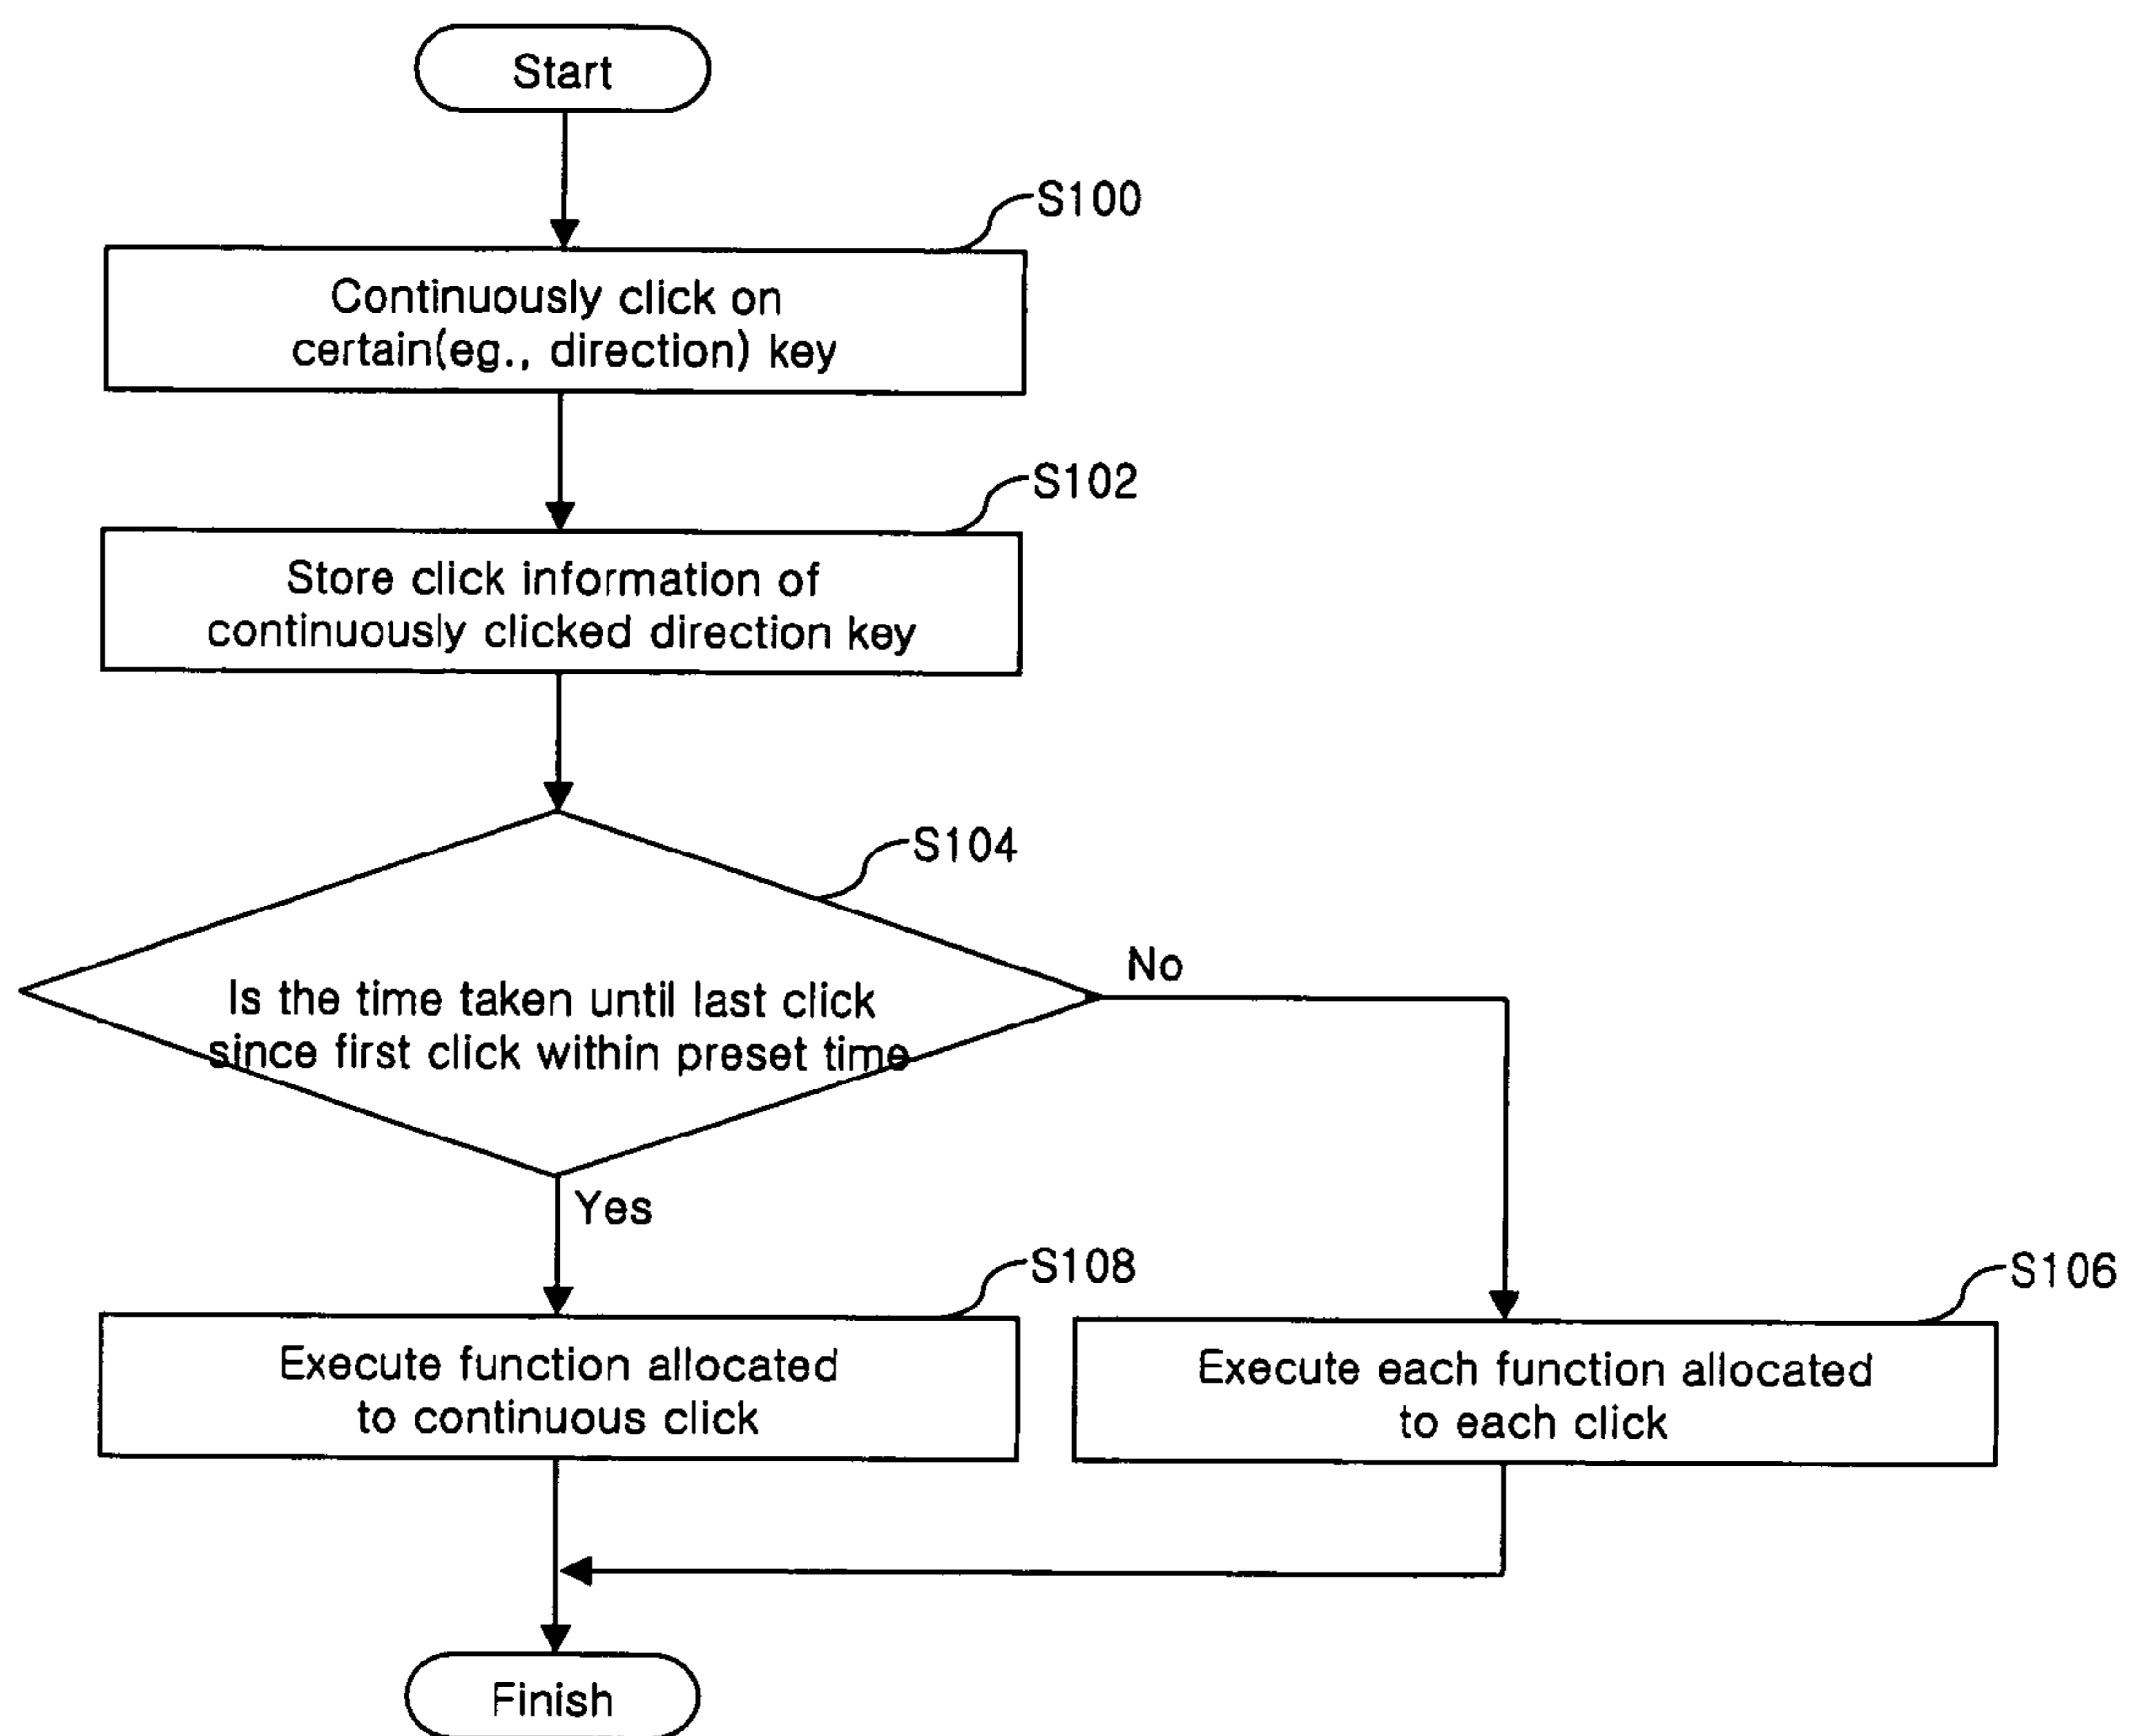 Start
S100
Continuously click on
certain(eg., direction) key
S102
Store click information of
continuously clicked direction key
S104
No
Is the time taken until last click
since first click within preset time
Yes
S108
S106
Execute function allocated
to continuous click
Execute each function allocated
to each click
Finish